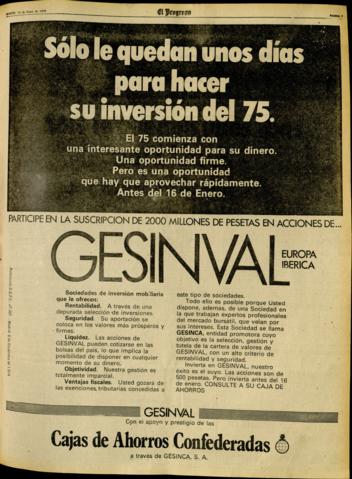 El Progreso
Sólo le quedan unos días
para hacer
su inversión del 75.
El 75 comienza con
una interesante oportunidad para su dinero.
Una oportunidad firme.
Pero es una oportunidad
que hay que aprovechar rápidamente.
Antes del 16 de Enero.
PARTICIPE EN LA SUSCRIPCION DE 2000 MILLONES DE PESETAS EN ACCIONES DE...
GESINVAL
EUROPA
IBERICA
Sociedades de inversión mobiliaria
que le ofrecen:
Rentabilidad. A través de una
depurada selección de inversiones.
Seguridad. Su aportación se
coloca en los valores más prósperos y
firmes.
Liquidez. Las acciones de
GESINVAL pueden cotizarse en las
bolsas del país, lo que implica la
posibilidad de disponer en cualquier
momento de su dinero.
Objetividad. Nuestra gestión es
totalmente imparcial.
Ventajas fiscales. Usted gozará de
las exenciones tributarias concedidas a
este tipo de sociedades.
Todo ello es posible porque Usted
dispone, además, de una Sociedad en
la que trabajan expertos profesionales
del mercado bursátil, que velan por
sus intereses. Esta Sociedad se llama
GESINCA, entidad promotora cuyo
objetivo es la selección, gestión y
tutela de la cartera de valores de
GESINVAL, con un alto criterio de
rentabilidad y seguridad.
Invierta en GESINVAL, nuestro
éxito es el suyo. Las acciones son de
500 pesetas. Pero invierta antes del 16
de enero. CONSULTE A SU CAJA DE
AHORROS
GESINVAL
Con el apoyo y prestigio de las
Cajas de Ahorros Confederadas
a través de GESINCA, S. A.